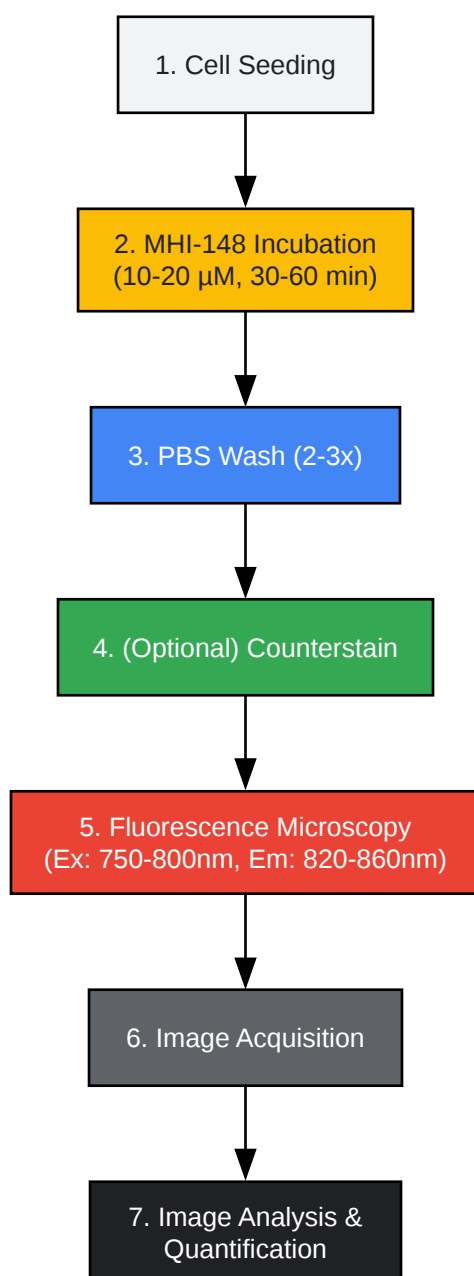 1. Cell Seeding
2. MHI-148 Incubation
(10-20 µM, 30-60 min)
3. PBS Wash (2-3x)
4. (Optional) Counterstain
5. Fluorescence Microscopy
(Ex: 750-800nm, Em: 820-860nm)
6. Image Acquisition
7. Image Analysis &
Quantification